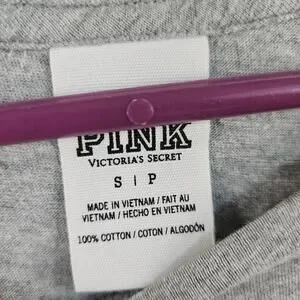 PINK
VICTORIA'S SECRET
S | P
MADE IN VIETNAM / FAIT AU
VIETNAM / HECHO EN VIETNAM
100% COTTON / COTON / ALGODÓN